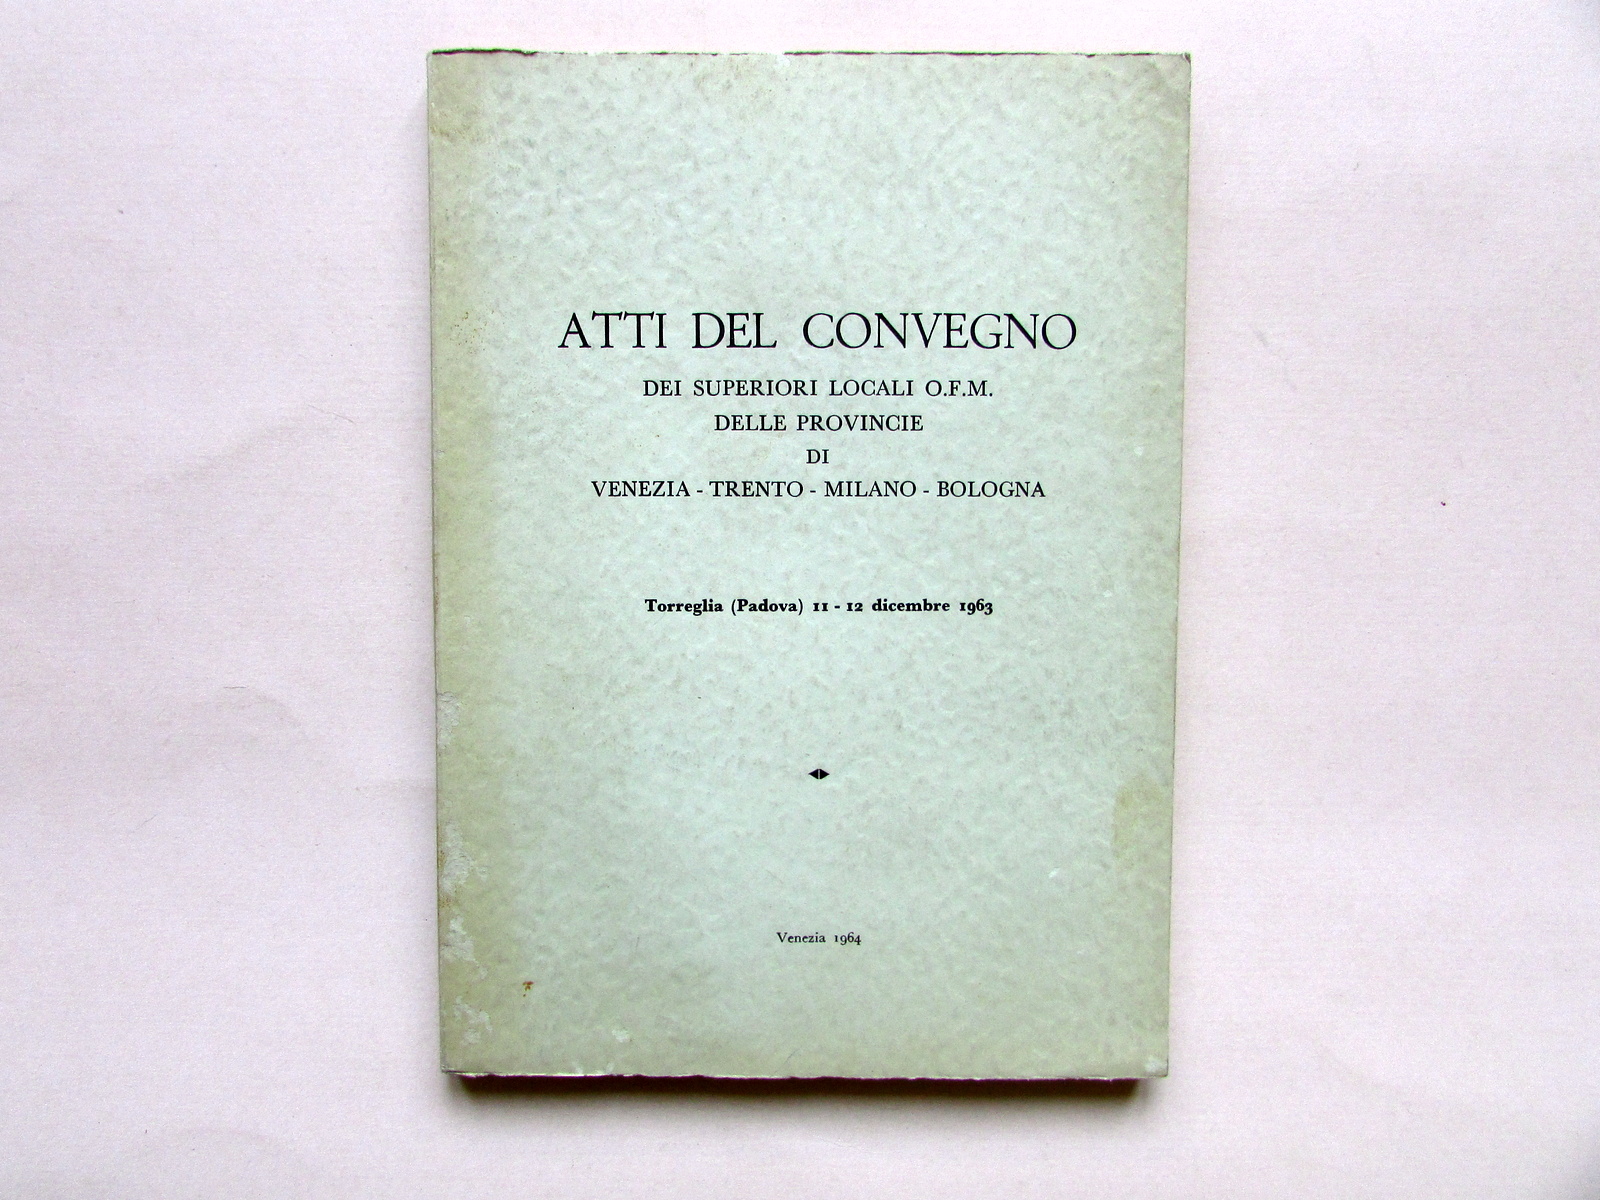 ATTI DEL CONVEGNO
DEI SUPERIORI LOCALI O.F.M.
DELLE PROVINCIE
DI
VENEZIA - TRENTO - MILANO - BOLOGNA
Torreglia (Padova) 11 - 12 dicembre 1963
Venezia 1964